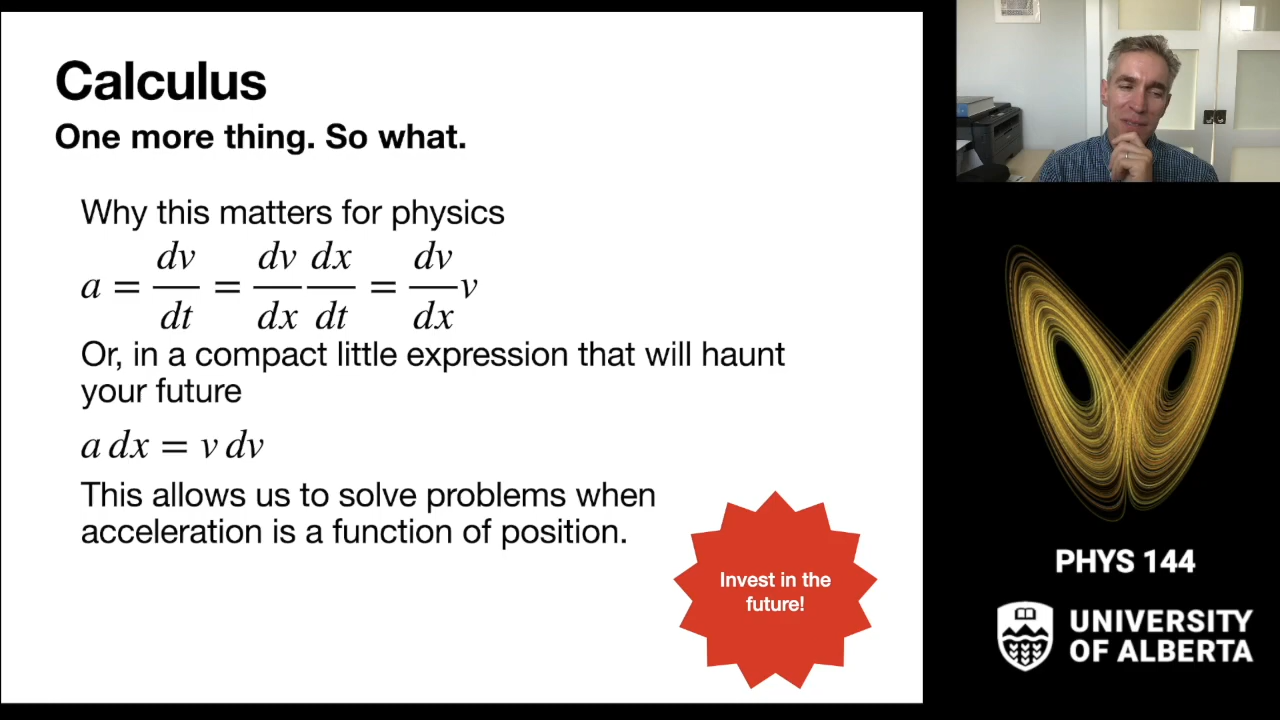 Calculus
One more thing. So what.
Why this matters for physics
a = dv/dt = dv/dx dx/dt = dv/dx v
Or, in a compact little expression that will haunt
your future
a dx = v dv
This allows us to solve problems when
acceleration is a function of position.
Invest in the
future!
PHYS 144
UNIVERSITY
OF ALBERTA